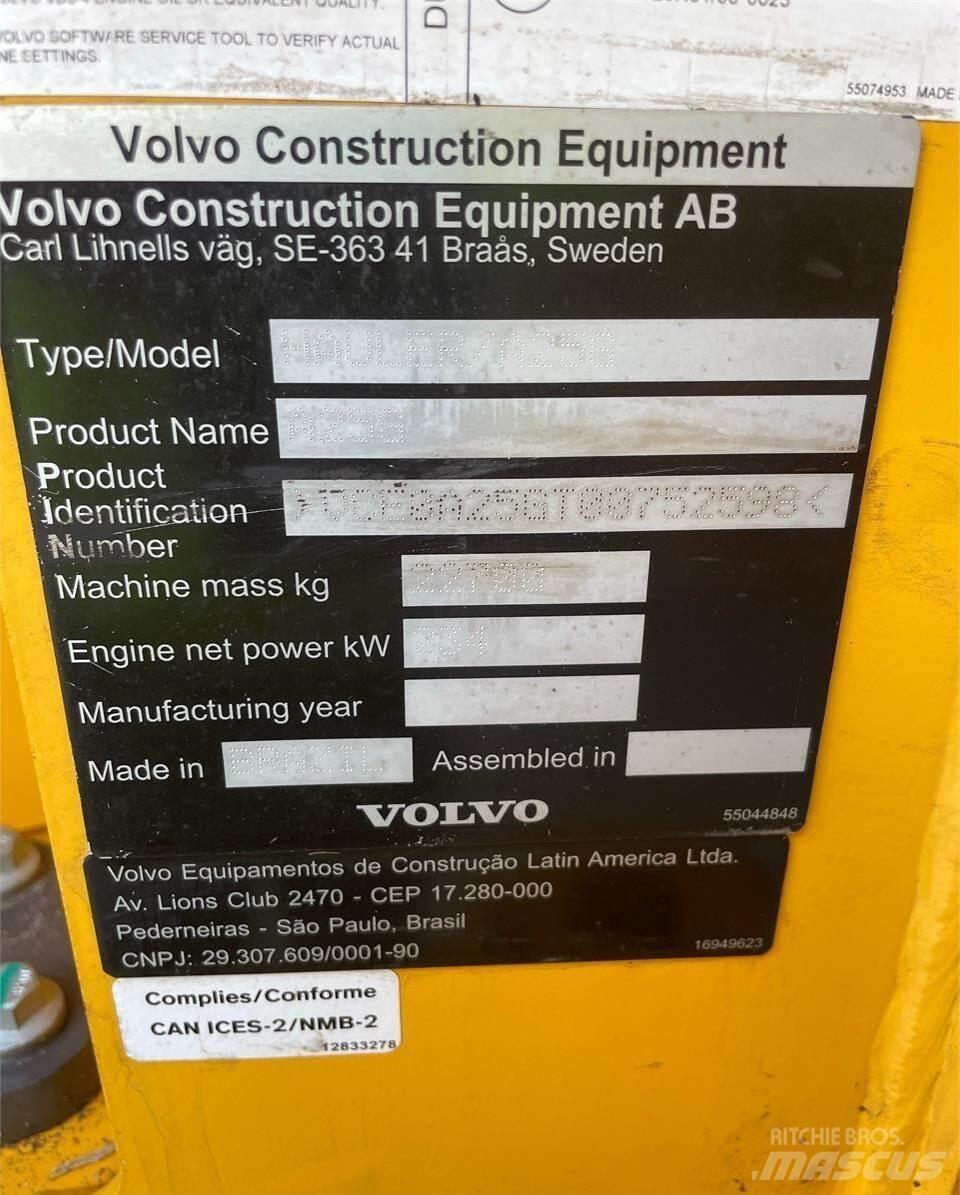 VOLVO SOFTWARE SERVICE TOOL TO VERIFY ACTUAL
NE SETTINGS.
55074953 MADE
Volvo Construction Equipment
Volvo Construction Equipment AB
Carl Lihnells väg, SE-363 41 Braås, Sweden
Type/Model HAULER/A25G
Product Name A25G
Product
Identification
Number >VCE0A25GT00752598<
Machine mass kg 22700
Engine net power kW 234
Manufacturing year
Made in BRAZIL Assembled in
VOLVO 55044848
Volvo Equipamentos de Construção Latin America Ltda.
Av. Lions Club 2470 - CEP 17.280-000
Pederneiras - São Paulo, Brasil
CNPJ: 29.307.609/0001-90 16949623
Complies/Conforme
CAN ICES-2/NMB-2
12833278
RITCHIE BROS.
MASCUS